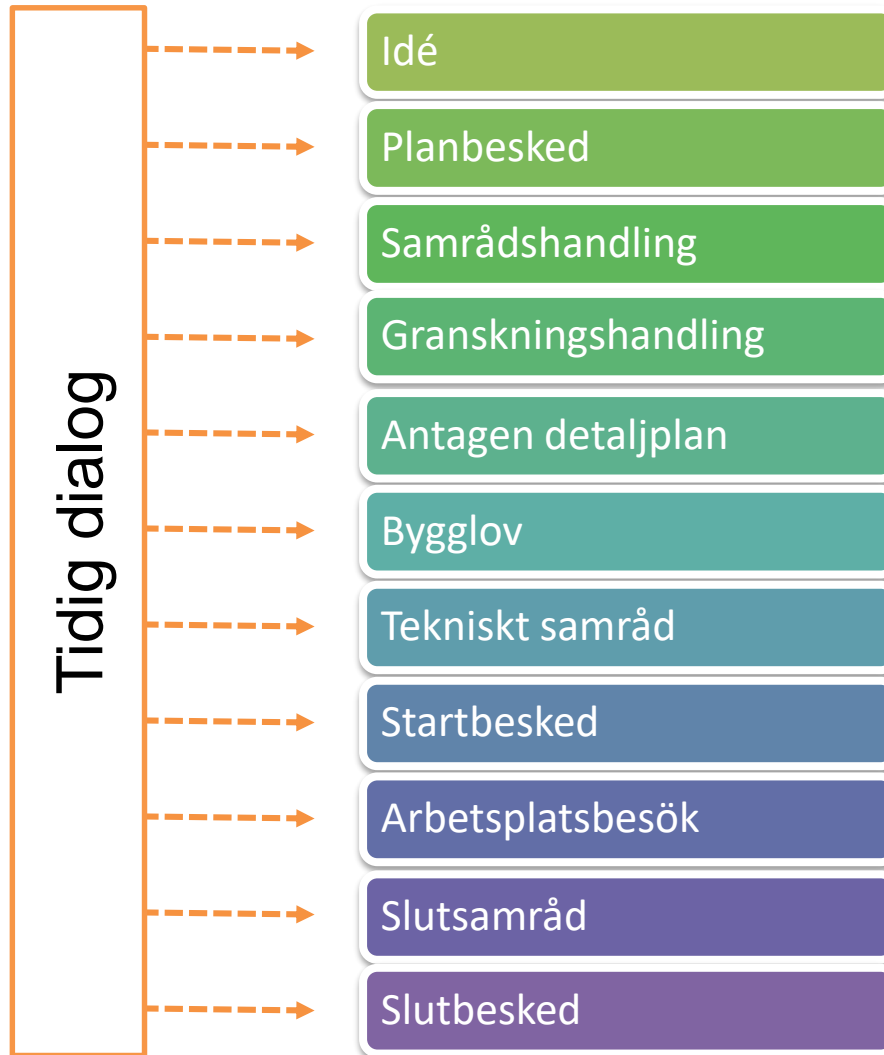 Tidig dialog
Idé
Planbesked
Samrådshandling
Granskningshandling
Antagen detaljplan
Bygglov
Tekniskt samråd
Startbesked
Arbetsplatsbesök
Slutsamråd
Slutbesked